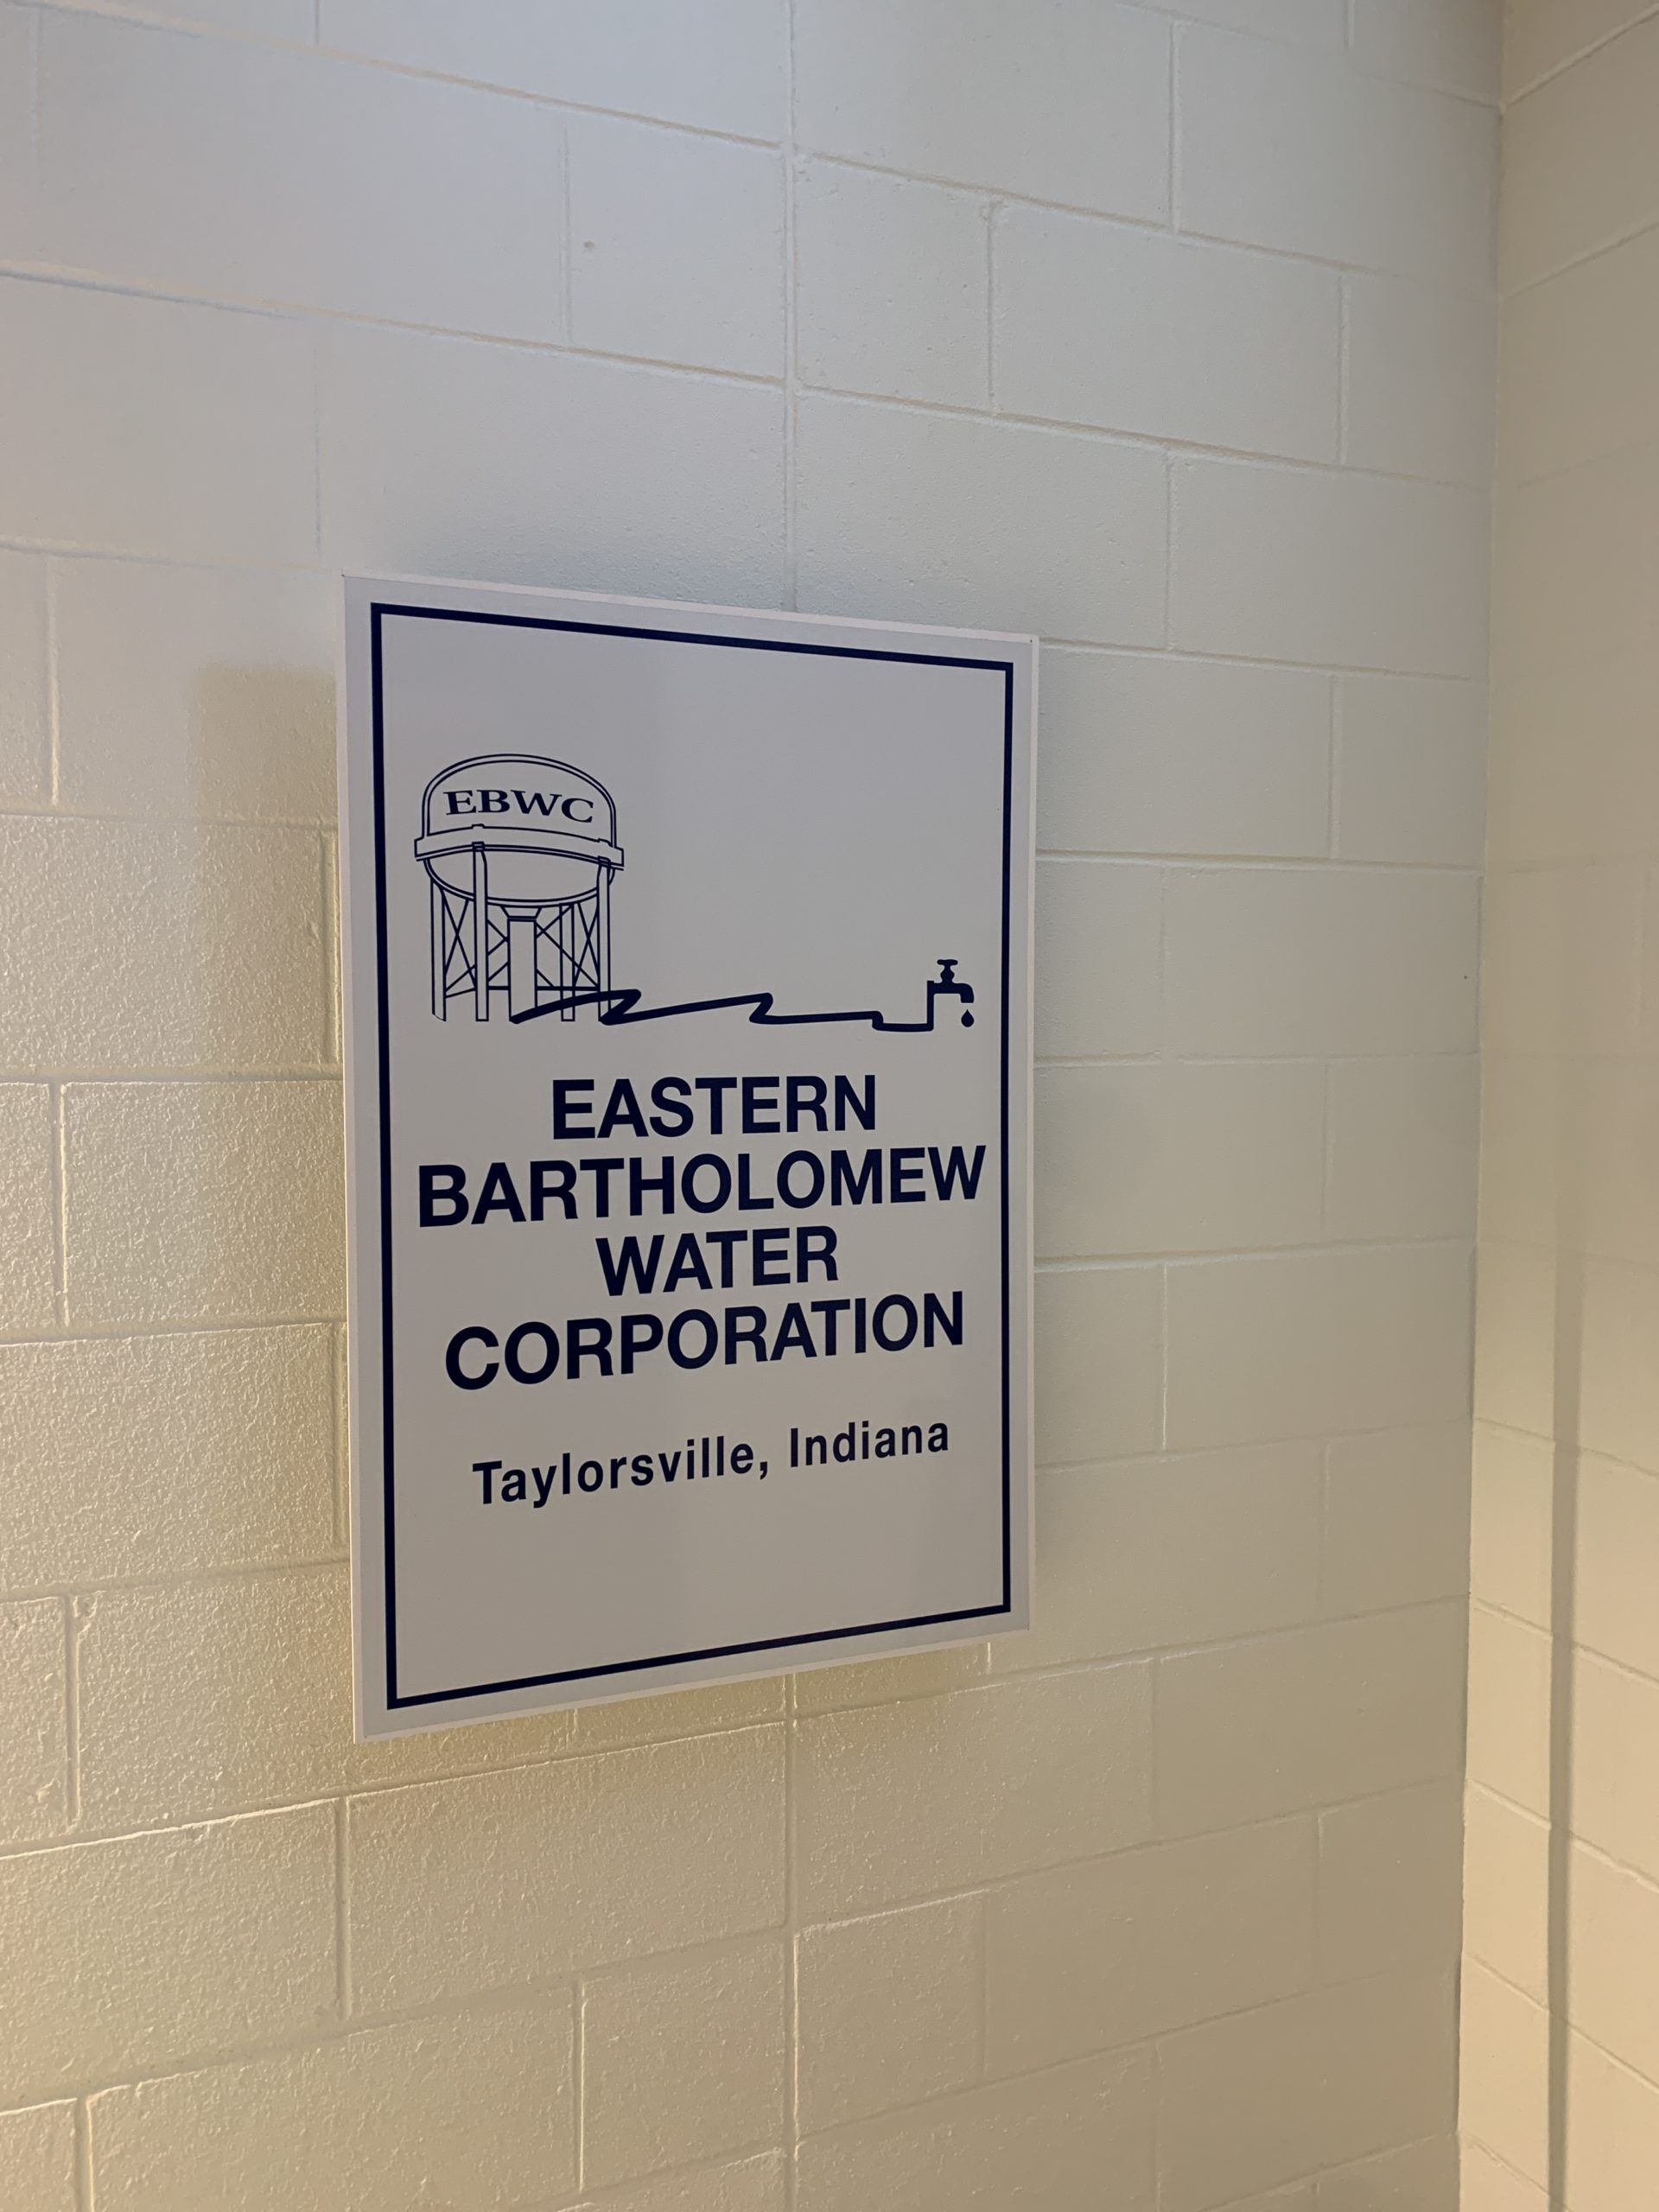 EBWC
EASTERN
BARTHOLOMEW
WATER
CORPORATION
Taylorsville, Indiana